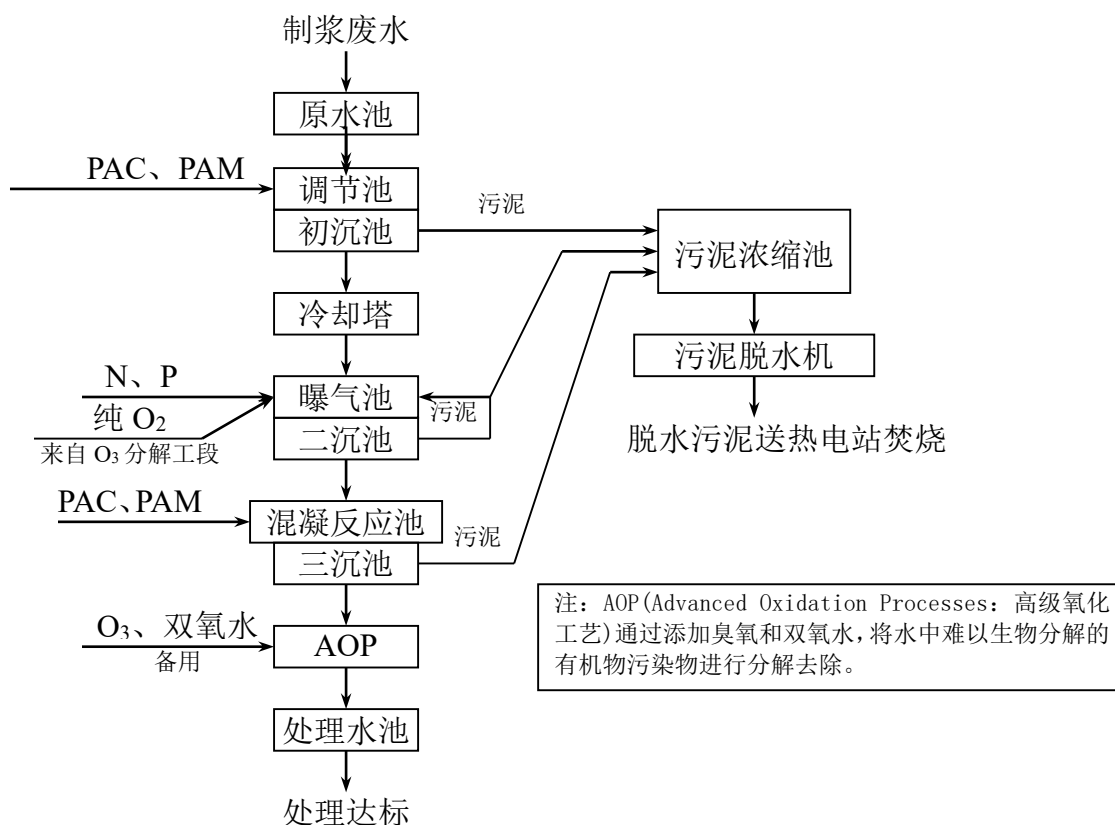 制浆废水
原水池
PAC、PAM
调节池
污泥
初沉池
污泥浓缩池
冷却塔
污泥脱水机
N、P
曝气池
污泥
纯 O₂
二沉池
来自 O₃ 分解工段
脱水污泥送热电站焚烧
PAC、PAM
混凝反应池
污泥
三沉池
O₃、双氧水
备用
AOP
注: AOP(Advanced Oxidation Processes: 高级氧化
工艺)通过添加臭氧和双氧水,将水中难以生物分解的
有机物污染物进行分解去除。
处理水池
处理达标